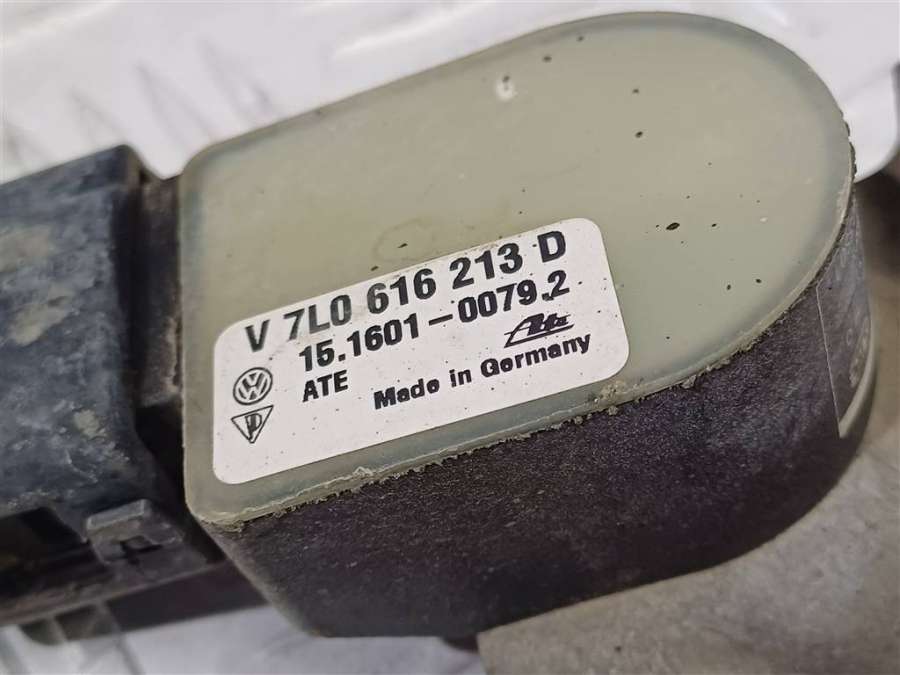 V 7L0 616 213 D
15.1601-0079.2
ATE
Ate
Made in Germany